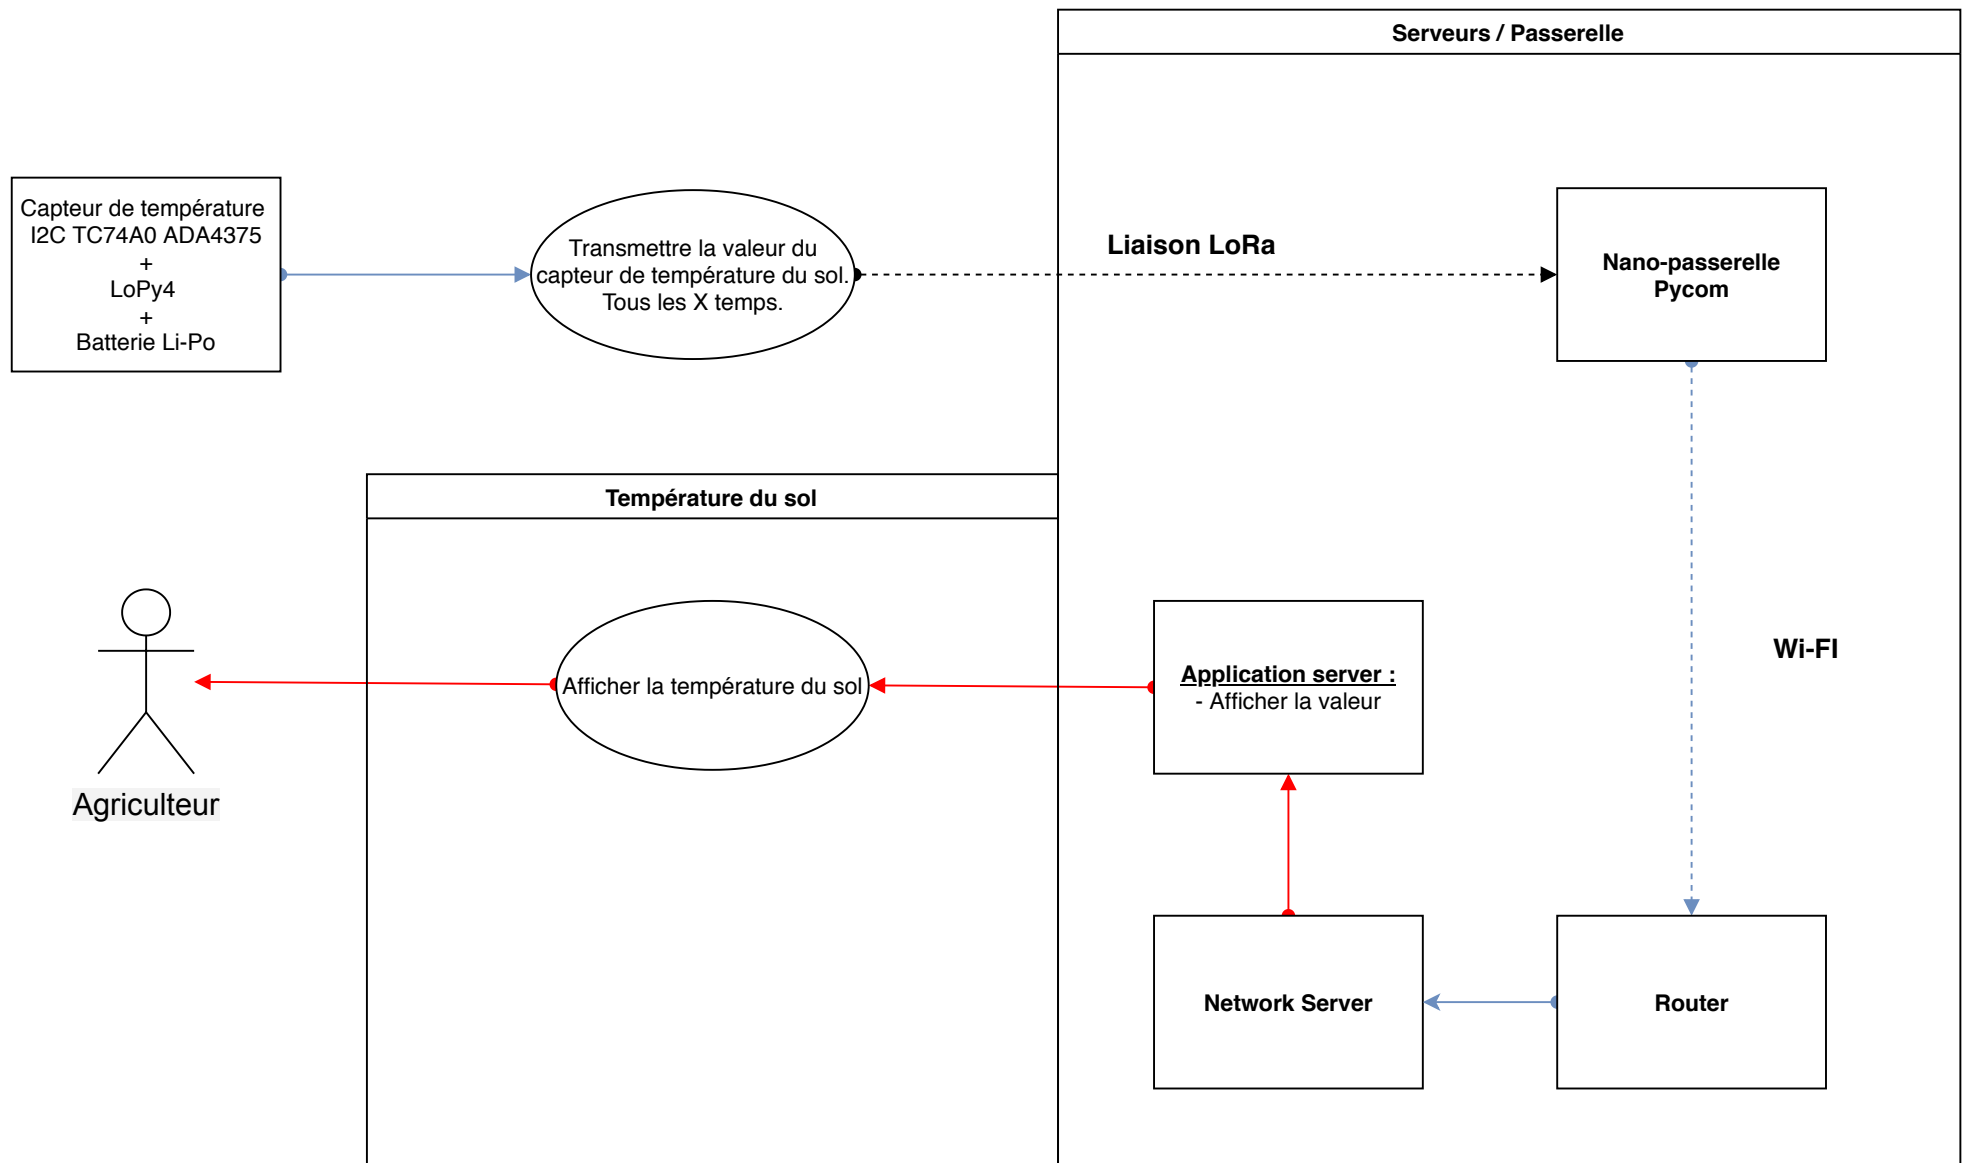 Serveurs / Passerelle
Capteur de température
I2C TC74A0 ADA4375
+
LoPy4
+
Batterie Li-Po
Transmettre la valeur du
capteur de température du sol.
Tous les X temps.
Liaison LoRa
Nano-passerelle
Pycom
Température du sol
Agriculteur
Afficher la température du sol
Application server :
- Afficher la valeur
Wi-FI
Network Server
Router